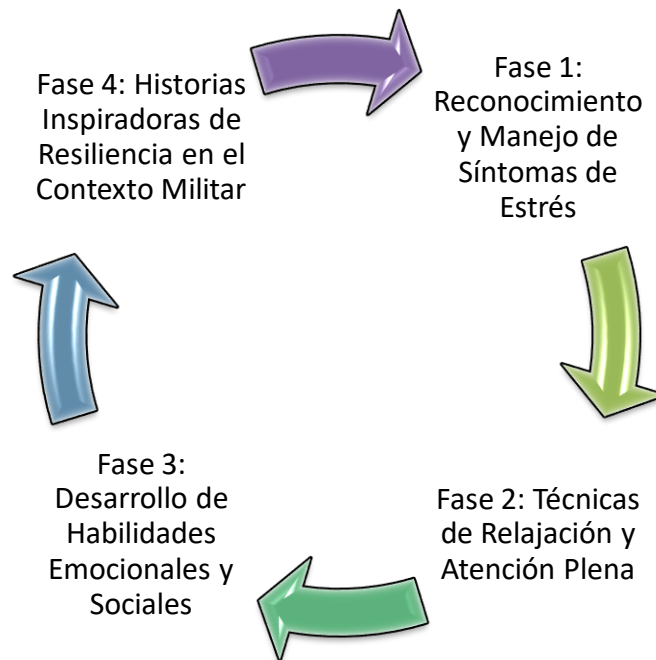 Fase 1:
Reconocimiento
y Manejo de
Síntomas de
Estrés
Fase 2: Técnicas
de Relajación y
Atención Plena
Fase 3:
Desarrollo de
Habilidades
Emocionales y
Sociales
Fase 4: Historias
Inspiradoras de
Resiliencia en el
Contexto Militar